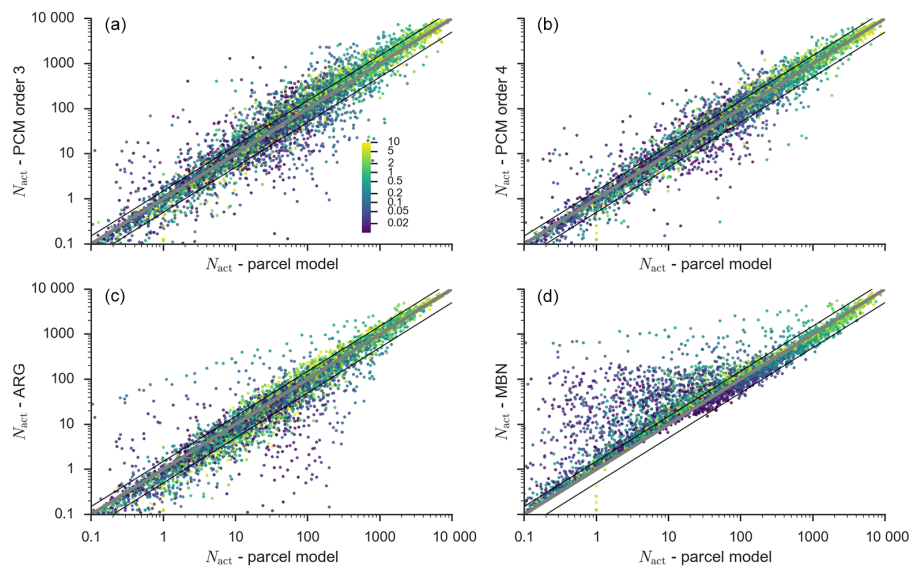 (a)
10 000
1000
100
10
1
0.1
N_act - PCM order 3
10
5
2
1
0.5
0.2
0.1
0.05
0.02
N_act - parcel model
(b)
10 000
1000
100
10
1
0.1
N_act - PCM order 4
N_act - parcel model
(c)
10 000
1000
100
10
1
0.1
N_act - ARG
0.1 1 10 100 1000 10 000
N_act - parcel model
(d)
10 000
1000
100
10
1
0.1
N_act - MBN
0.1 1 10 100 1000 10 000
N_act - parcel model